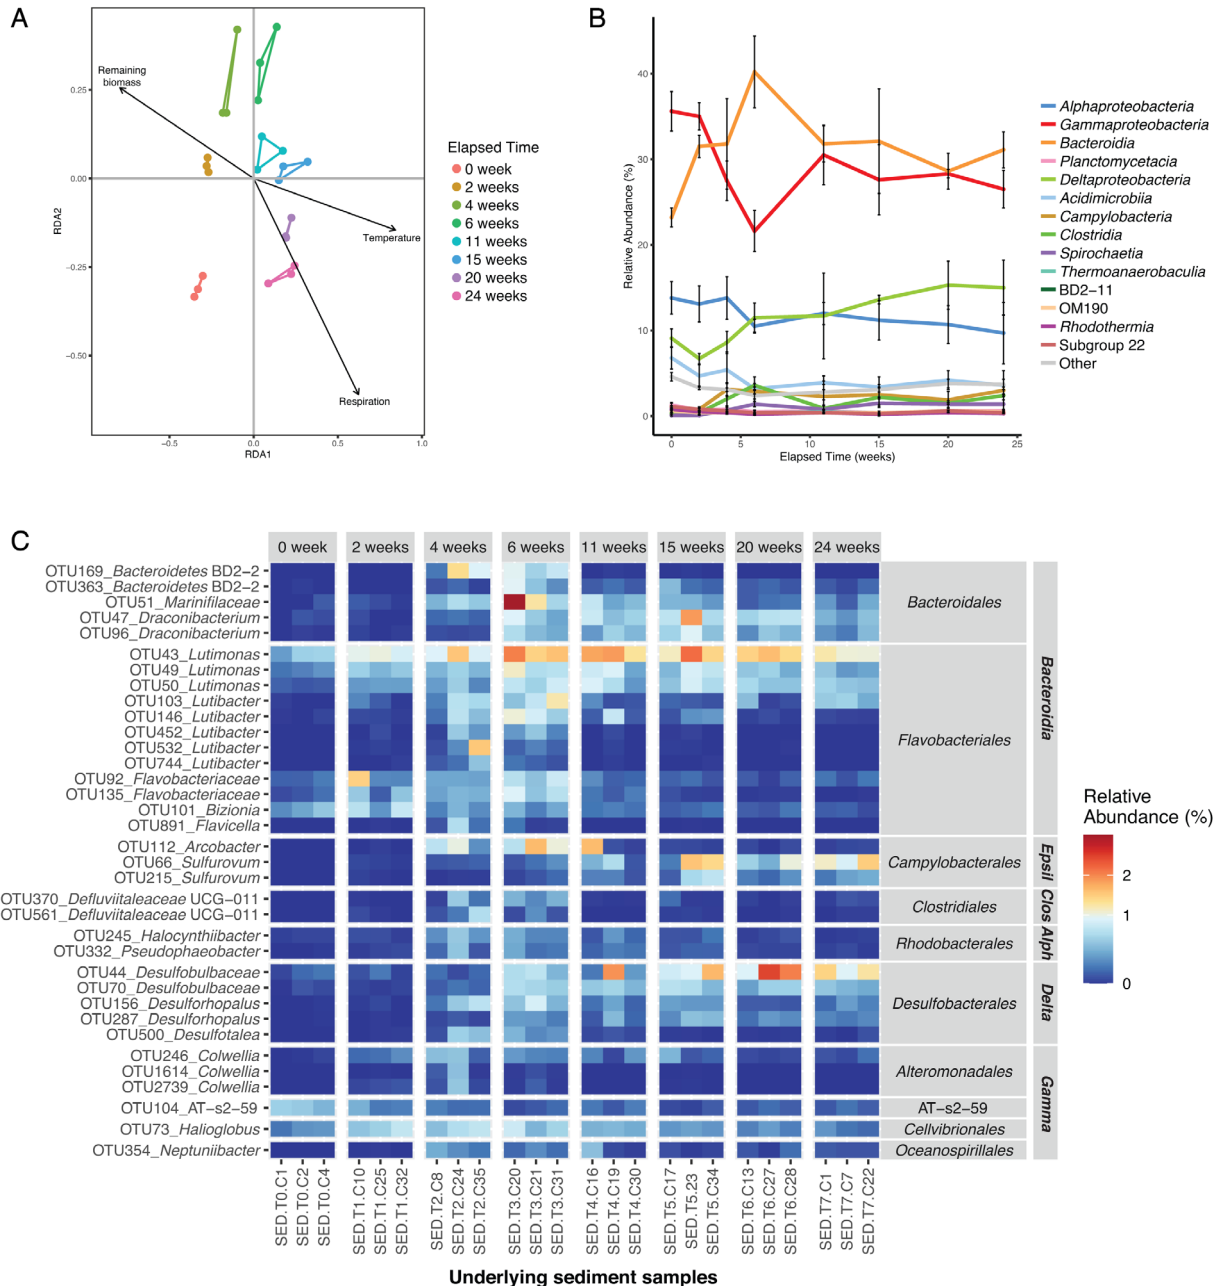 A
Remaining
biomass
0.25
0.00
−0.25
−0.50
RDA2
Temperature
Respiration
−0.5
0.0
0.5
1.0
RDA1
Elapsed Time
0 week
2 weeks
4 weeks
6 weeks
11 weeks
15 weeks
20 weeks
24 weeks
B
Relative Abundance (%)
40
30
20
10
0
0
5
10
15
20
25
Elapsed Time (weeks)
Alphaproteobacteria
Gammaproteobacteria
Bacteroidia
Planctomycetacia
Deltaproteobacteria
Acidimicrobiia
Campylobacteria
Clostridia
Spirochaetia
Thermoanaerobaculia
BD2−11
OM190
Rhodothermia
Subgroup 22
Other
C
0 week
2 weeks
4 weeks
6 weeks
11 weeks
15 weeks
20 weeks
24 weeks
OTU169_Bacteroidetes BD2−2
OTU363_Bacteroidetes BD2−2
OTU51_Marinifilaceae
OTU47_Draconibacterium
OTU96_Draconibacterium
OTU43_Lutimonas
OTU49_Lutimonas
OTU50_Lutimonas
OTU103_Lutibacter
OTU146_Lutibacter
OTU452_Lutibacter
OTU532_Lutibacter
OTU744_Lutibacter
OTU92_Flavobacteriaceae
OTU135_Flavobacteriaceae
OTU101_Bizionia
OTU891_Flavicella
OTU112_Arcobacter
OTU66_Sulfurovum
OTU215_Sulfurovum
OTU370_Defluviitaleaceae UCG−011
OTU561_Defluviitaleaceae UCG−011
OTU245_Halocynthiibacter
OTU332_Pseudophaeobacter
OTU44_Desulfobulbaceae
OTU70_Desulfobulbaceae
OTU156_Desulforhopalus
OTU287_Desulforhopalus
OTU500_Desulfotalea
OTU246_Colwellia
OTU1614_Colwellia
OTU2739_Colwellia
OTU104_AT−s2−59
OTU73_Halioglobus
OTU354_Neptuniibacter
Bacteroidales
Flavobacteriales
Campylobacterales
Clostridiales
Rhodobacterales
Desulfobacterales
Alteromonadales
AT−s2−59
Cellvibrionales
Oceanospirillales
Bacteroidia
Epsil
Clos
Alph
Delta
Gamma
Relative
Abundance (%)
2
1
0
SED.T0.C1
SED.T0.C2
SED.T0.C4
SED.T1.C10
SED.T1.C25
SED.T1.C32
SED.T2.C8
SED.T2.C24
SED.T2.C35
SED.T3.C20
SED.T3.C21
SED.T3.C31
SED.T4.C16
SED.T4.C19
SED.T4.C30
SED.T5.C17
SED.T5.23
SED.T5.C34
SED.T6.C13
SED.T6.C27
SED.T6.C28
SED.T7.C1
SED.T7.C7
SED.T7.C22
Underlying sediment samples